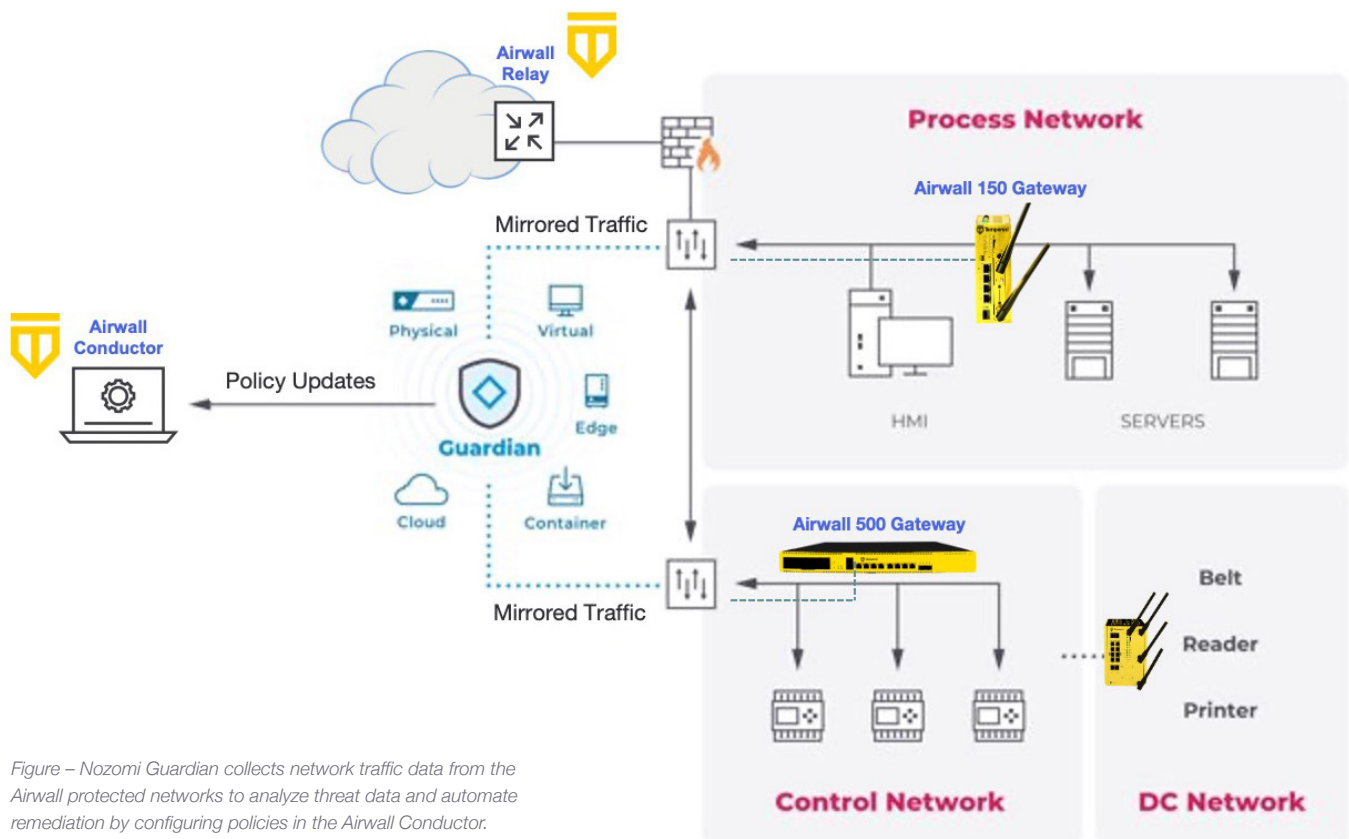 Airwall
Relay
Process Network
Airwall 150 Gateway
Mirrored Traffic
Physical
Virtual
Airwall
Conductor
Policy Updates
Edge
Guardian
HMI
SERVERS
Cloud
Container
Airwall 500 Gateway
Mirrored Traffic
Belt
Reader
Printer
Figure – Nozomi Guardian collects network traffic data from the
Airwall protected networks to analyze threat data and automate
remediation by configuring policies in the Airwall Conductor.
Control Network
DC Network